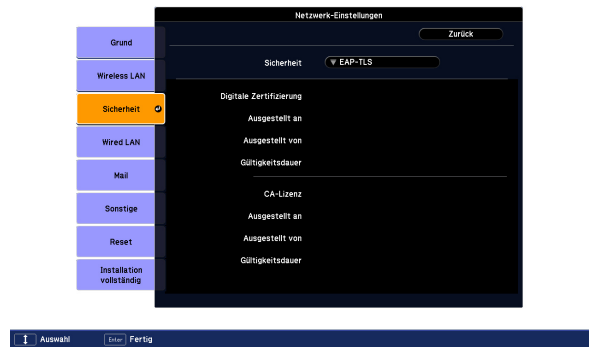 Netzwerk-Einstellungen
Zurück
Grund
Wireless LAN
Sicherheit
Wired LAN
Mail
Sonstige
Reset
Installation
vollständig
Sicherheit
EAP-TLS
Digitale Zertifizierung
Ausgestellt an
Ausgestellt von
Gültigkeitsdauer
CA-Lizenz
Ausgestellt an
Ausgestellt von
Gültigkeitsdauer
Auswahl
Enter Fertig